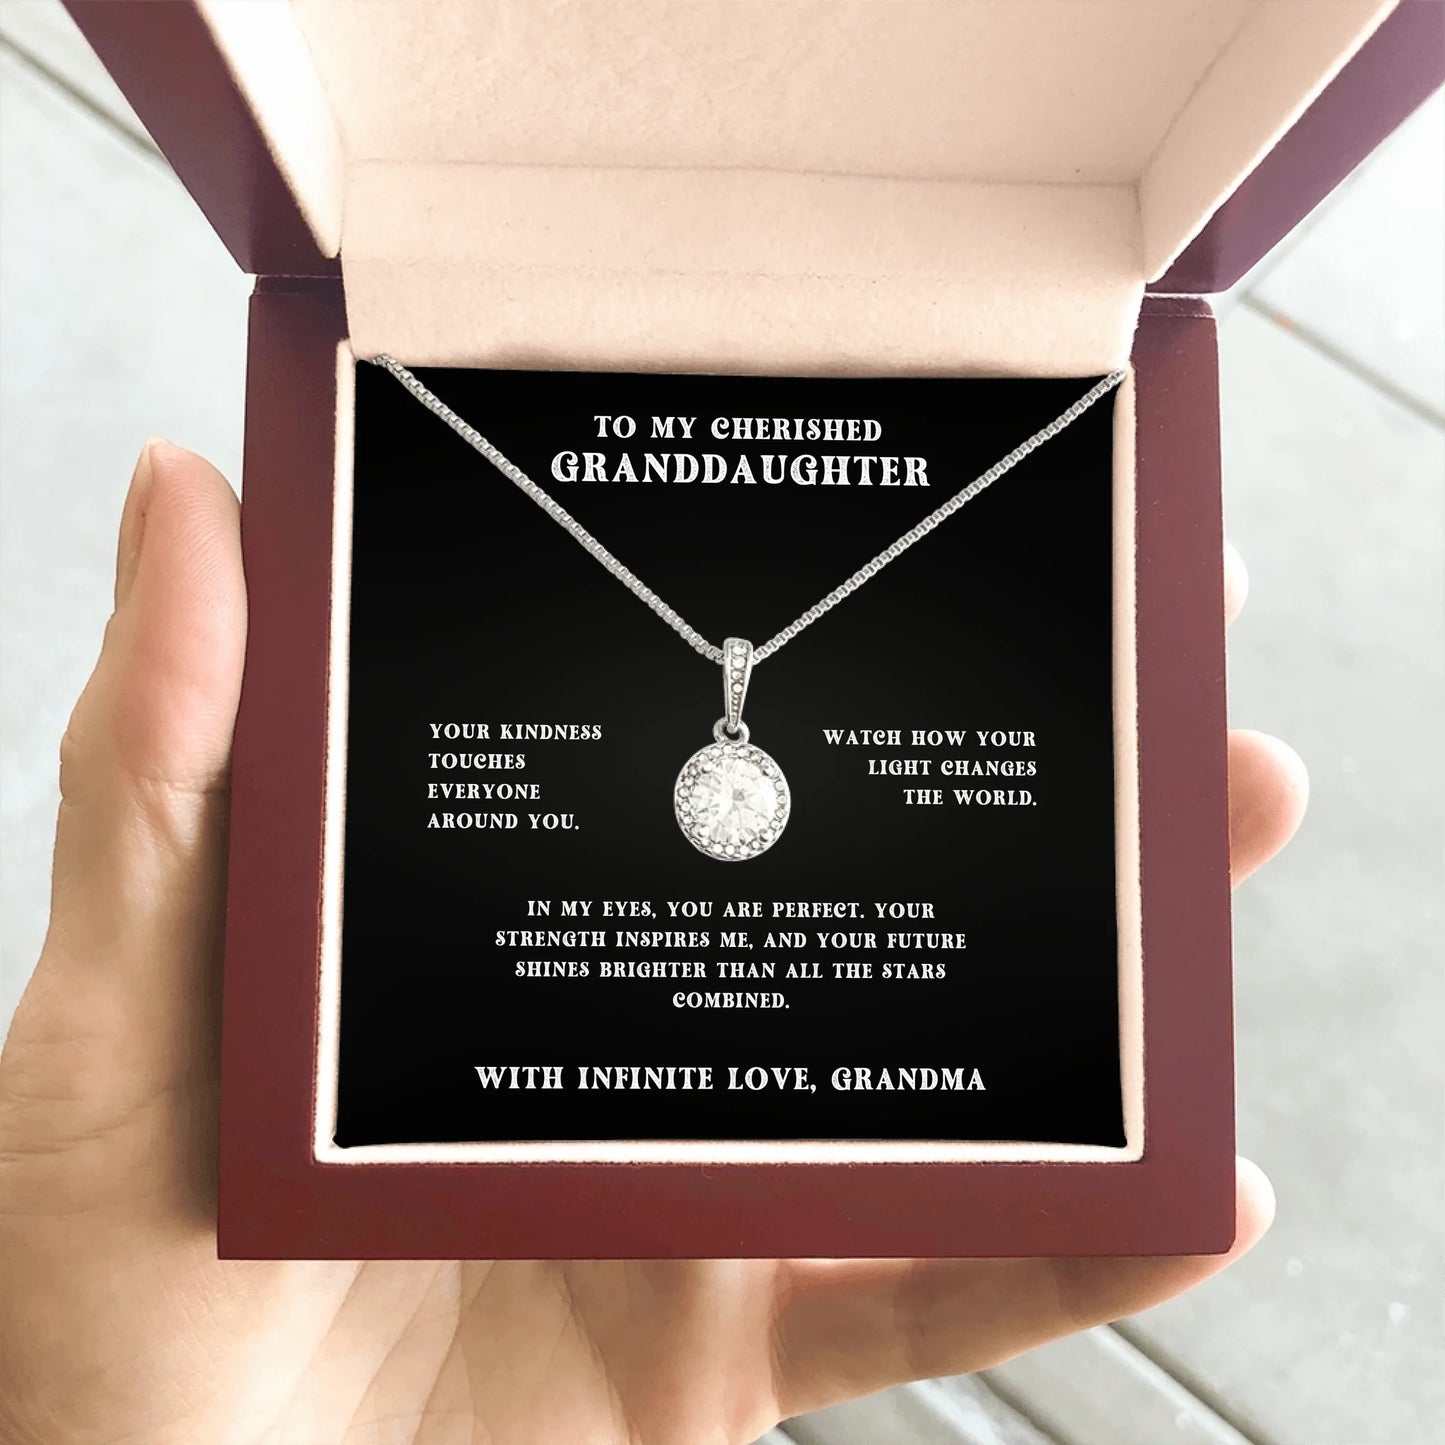 TO MY CHERISHED
GRANDDAUGHTER
YOUR KINDNESS
TOUCHES
EVERYONE
AROUND YOU.
WATCH HOW YOUR
LIGHT CHANGES
THE WORLD.
IN MY EYES, YOU ARE PERFECT. YOUR
STRENGTH INSPIRES ME, AND YOUR FUTURE
SHINES BRIGHTER THAN ALL THE STARS
COMBINED.
WITH INFINITE LOVE, GRANDMA